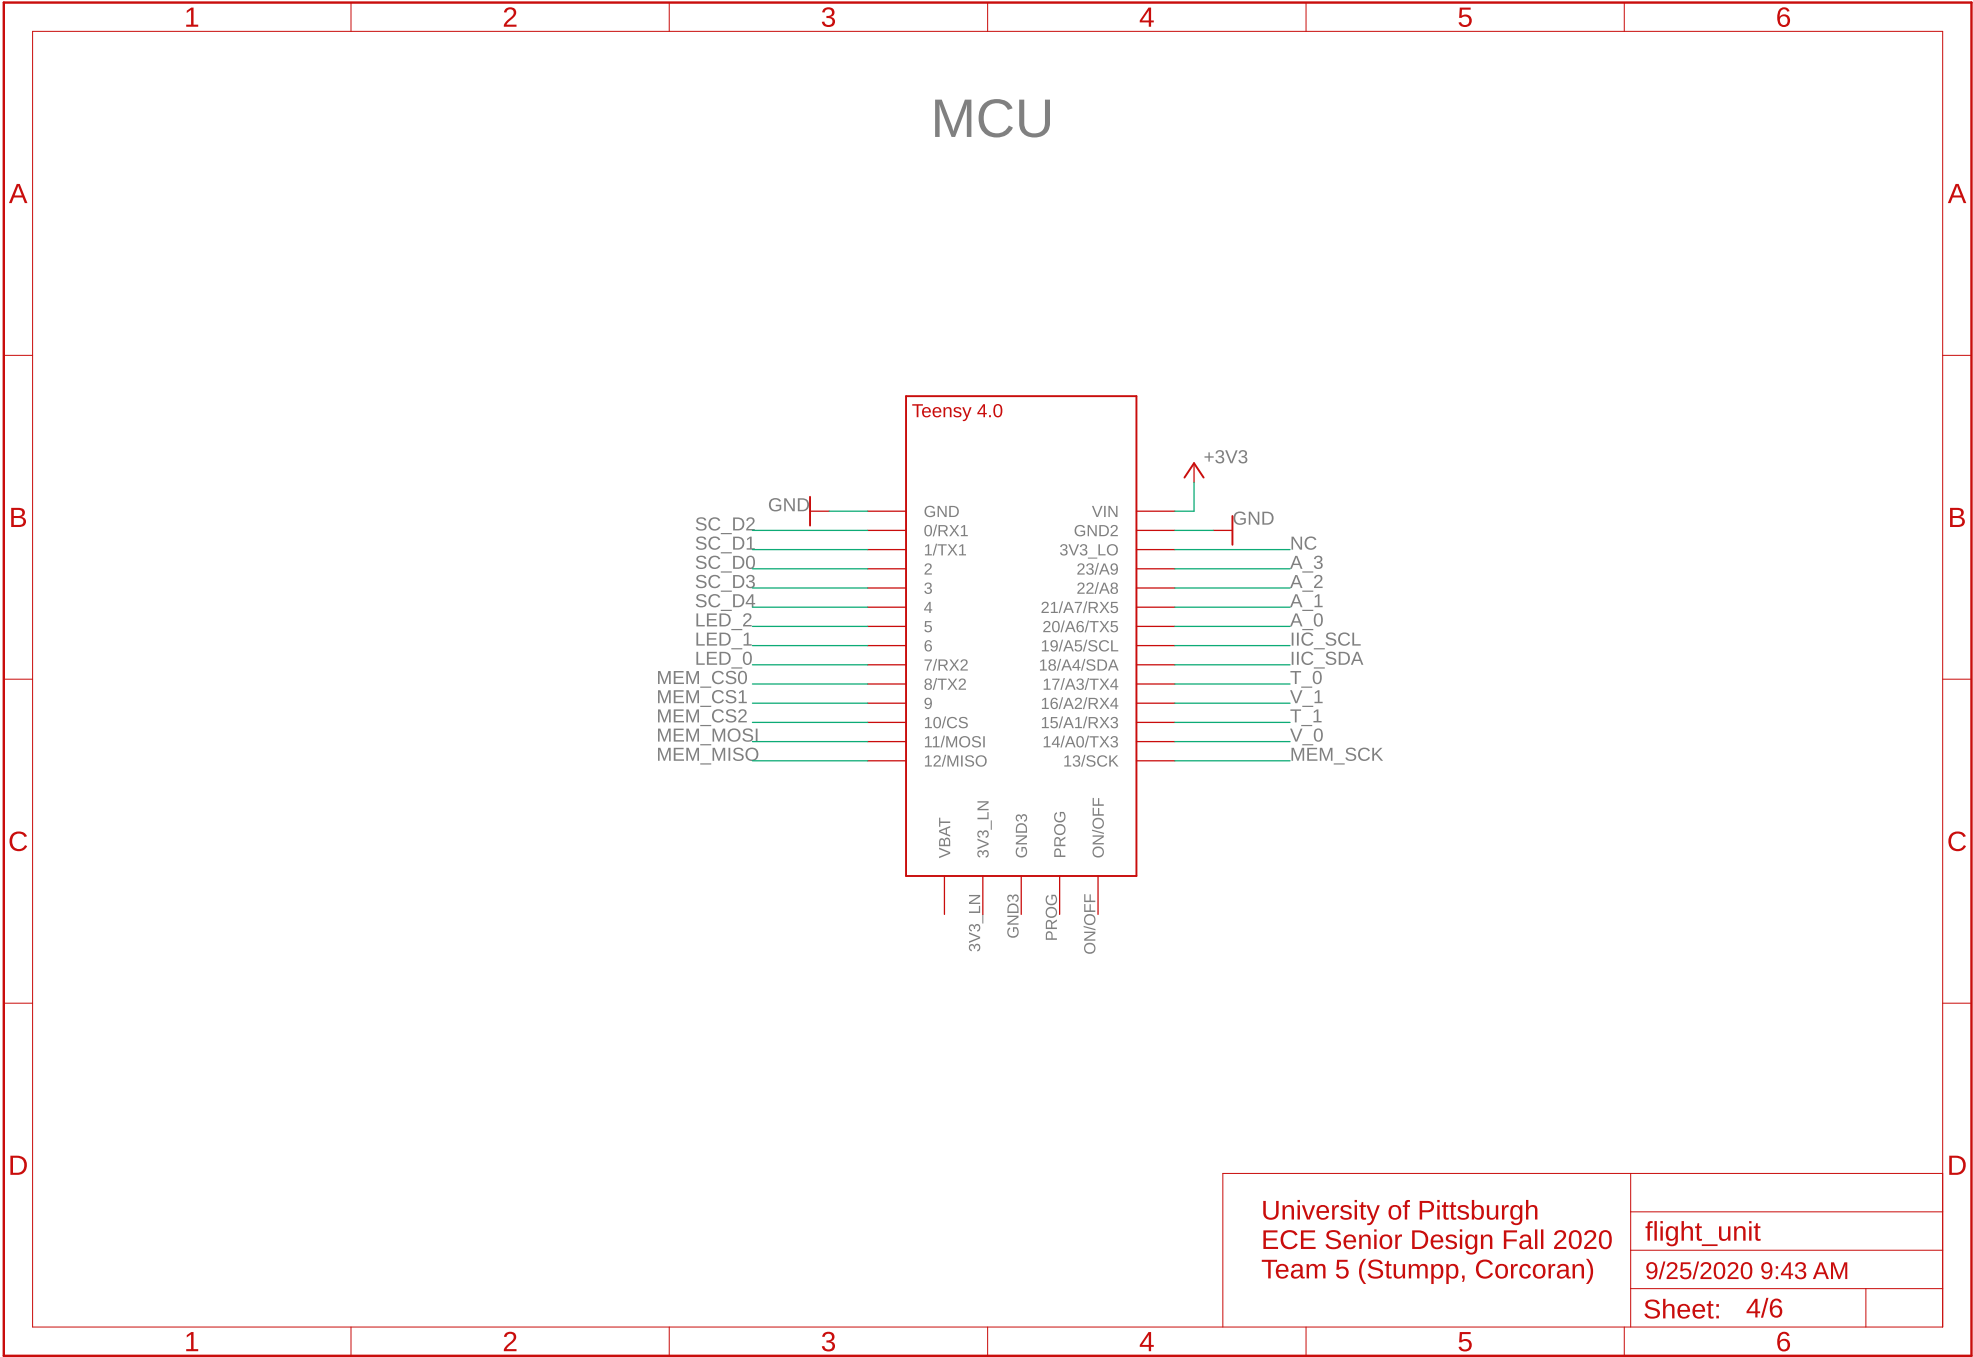 1 2 3 4 5 6
MCU
A A
Teensy 4.0
+3V3
GND GND VIN
B B
SC_D2 0/RX1 GND2 GND
SC_D1 1/TX1 3V3_LO NC
SC_D0 2 23/A9 A_3
SC_D3 3 22/A8 A_2
SC_D4 4 21/A7/RX5 A_1
LED_2 5 20/A6/TX5 A_0
LED_1 6 19/A5/SCL IIC_SCL
LED_0 7/RX2 18/A4/SDA IIC_SDA
MEM_CS0 8/TX2 17/A3/TX4 T_0
MEM_CS1 9 16/A2/RX4 V_1
MEM_CS2 10/CS 15/A1/RX3 T_1
MEM_MOSI 11/MOSI 14/A0/TX3 V_0
MEM_MISO 12/MISO 13/SCK MEM_SCK
VBAT 3V3_LN GND3 PROG ON/OFF
C C
3V3_LN GND3 PROG ON/OFF
D D
University of Pittsburgh
ECE Senior Design Fall 2020
Team 5 (Stumpp, Corcoran)
flight_unit
9/25/2020 9:43 AM
Sheet: 4/6
1 2 3 4 5 6